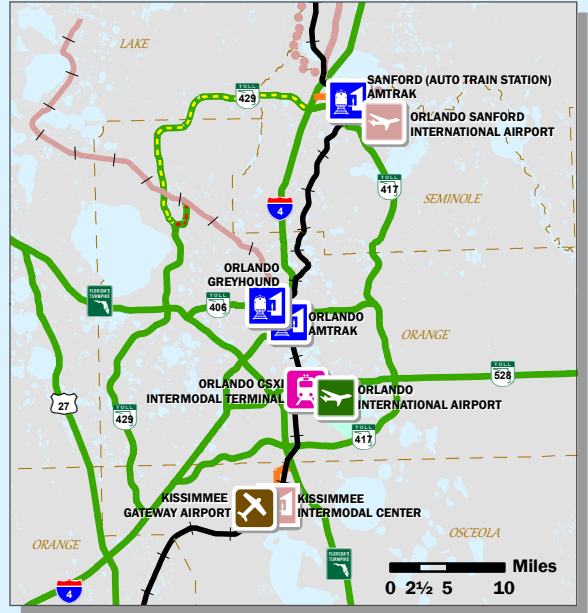 LAKE
SANFORD (AUTO TRAIN STATION)
AMTRAK
TOLL
429
ORLANDO SANFORD
INTERNATIONAL AIRPORT
TOLL
417
SEMINOLE
4
ORLANDO
GREYHOUND
FLORIDA'S
TURNPIKE
TOLL
406
ORLANDO
AMTRAK
ORANGE
TOLL
528
ORLANDO CSXI
INTERMODAL TERMINAL
ORLANDO
INTERNATIONAL AIRPORT
27
TOLL
429
TOLL
417
KISSIMMEE
GATEWAY AIRPORT
KISSIMMEE
INTERMODAL CENTER
ORANGE
OSCEOLA
FLORIDA'S
TURNPIKE
4
Miles
0 2½ 5 10